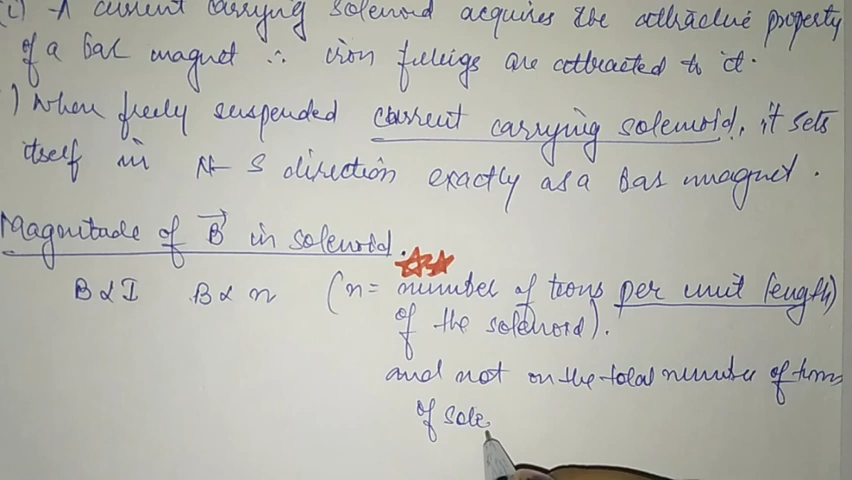 (i) A current carrying solenoid acquires the attractive property
of a bar magnet ∴ iron fillings are attracted to it.
) When freely suspended current carrying solenoid, it sets
itself in N-S direction exactly as a bar magnet.
Magnitude of B⃗ in solenoid.
B ∝ I B ∝ n (n = number of turns per unit length)
of the solenoid).
and not on the total number of turns
of sole